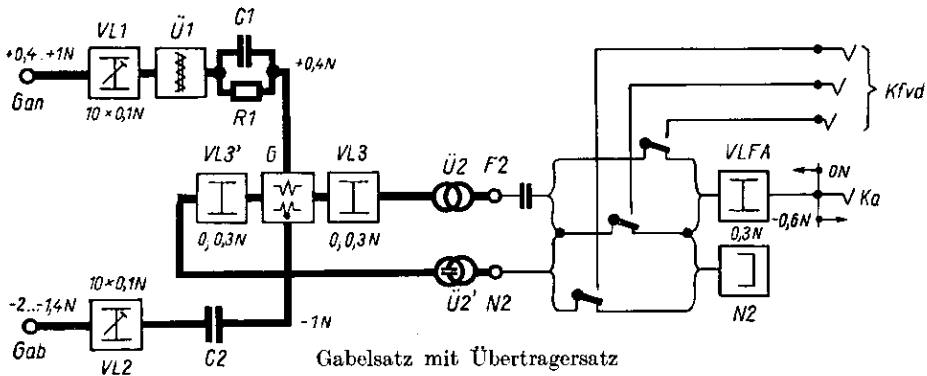 VL1
Ü1
C1
+0,4..+1N
+0,4N
Gan
10×0,1N
R1
Kfvd
VL3'
G
VL3
Ü2
F2
VLFA
0N
Ka
-0,6N
0,0,3N
0,0,3N
0,3N
10×0,1N
Ü2'
N2
N2
-2...-1,4N
-1N
Gab
VL2
C2
Gabelsatz mit Übertragersatz